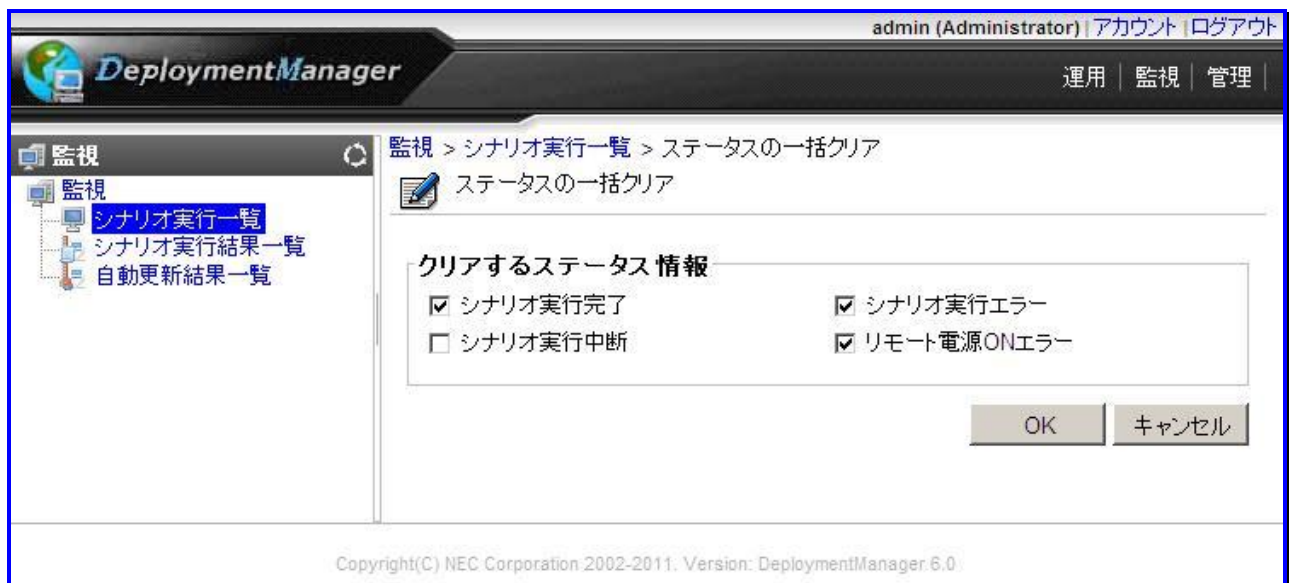 admin (Administrator) | アカウント | ログアウト
DeploymentManager
運用 | 監視 | 管理 |
監視
監視
シナリオ実行一覧
シナリオ実行結果一覧
自動更新結果一覧
監視 > シナリオ実行一覧 > ステータスの一括クリア
ステータスの一括クリア
クリアするステータス情報
シナリオ実行完了 シナリオ実行エラー
シナリオ実行中断 リモート電源ONエラー
OK キャンセル
Copyright(C) NEC Corporation 2002-2011. Version: DeploymentManager 6.0